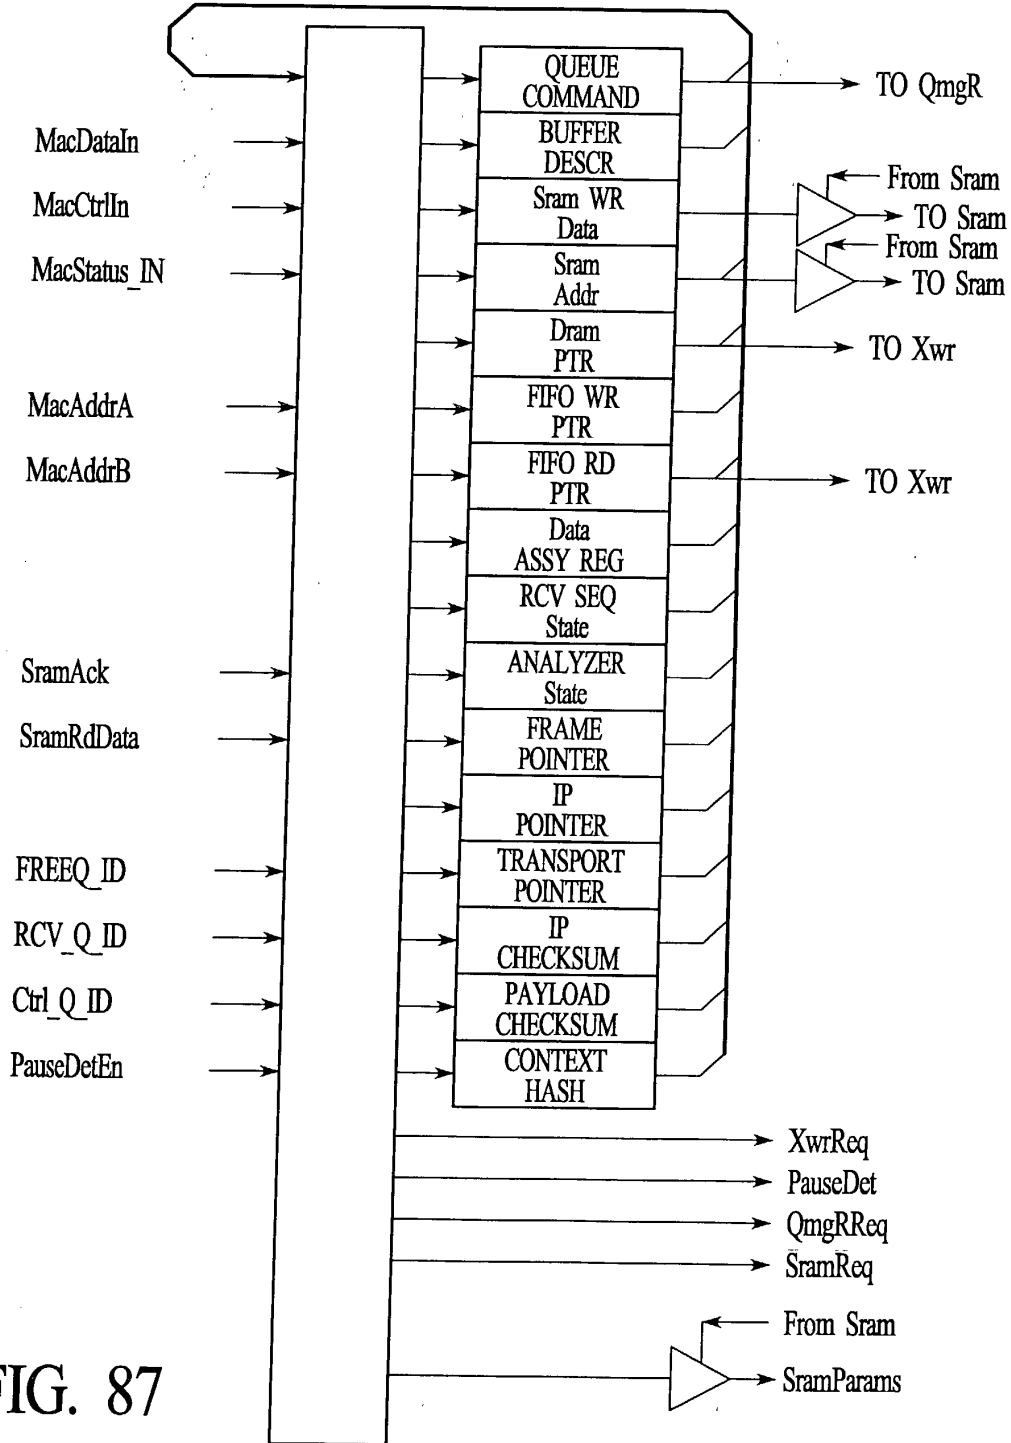 QUEUE
COMMAND
TO QmgR
MacDataIn
BUFFER
DESCR
From Sram
MacCtrlIn
Sram WR
Data
TO Sram
From Sram
MacStatus_IN
Sram
Addr
TO Sram
Dram
PTR
TO Xwr
MacAddrA
FIFO WR
PTR
MacAddrB
FIFO RD
PTR
TO Xwr
Data
ASSY REG
RCV SEQ
State
SramAck
ANALYZER
State
SramRdData
FRAME
POINTER
IP
POINTER
FREEQ_ID
TRANSPORT
POINTER
RCV_Q_ID
IP
CHECKSUM
Ctrl_Q_ID
PAYLOAD
CHECKSUM
PauseDetEn
CONTEXT
HASH
XwrReq
PauseDet
QmgRReq
SramReq
From Sram
SramParams
FIG. 87